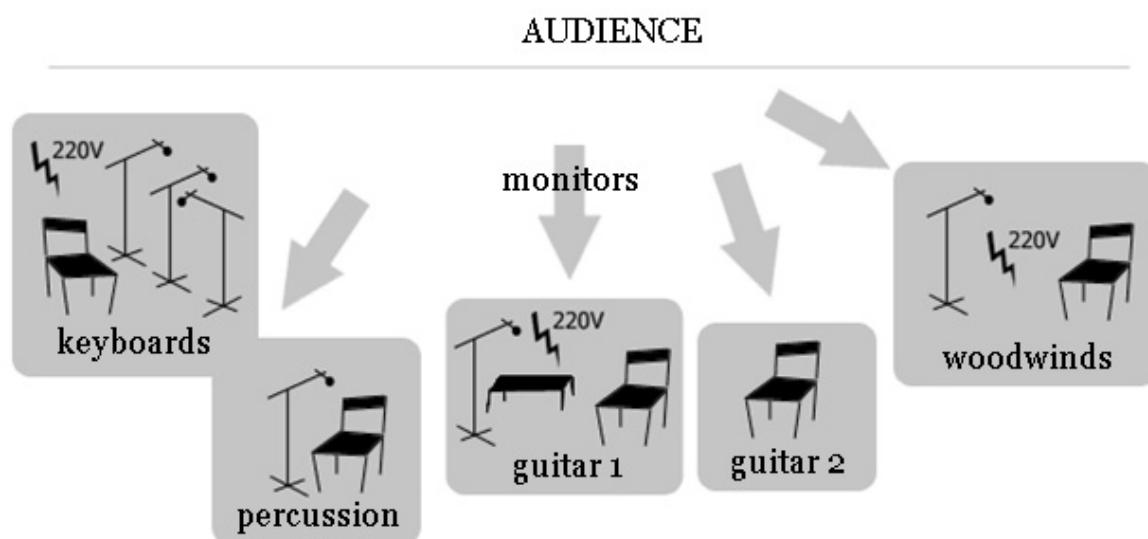 AUDIENCE
220V
monitors
220V
keyboards
220V
woodwinds
guitar 1
guitar 2
percussion